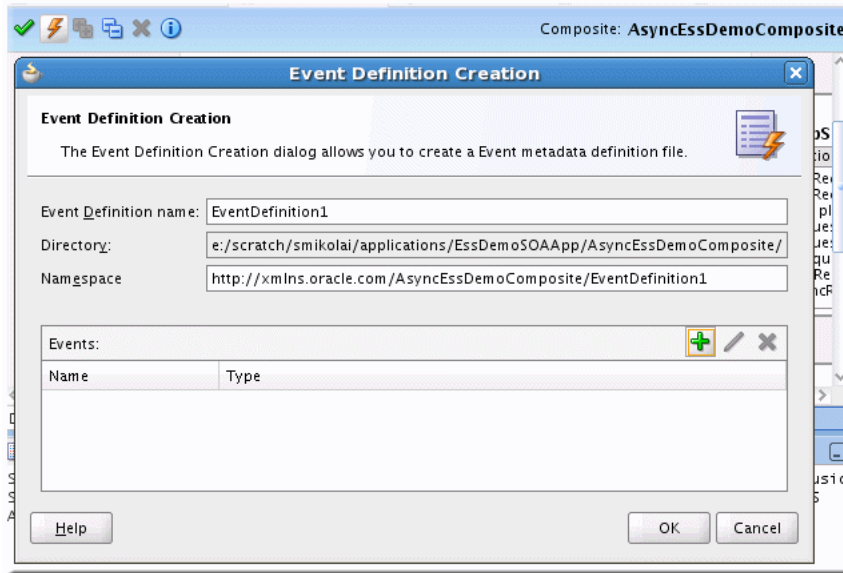 Composite: AsyncEssDemoComposite
Event Definition Creation
Event Definition Creation
The Event Definition Creation dialog allows you to create a Event metadata definition file.
Event Definition name: EventDefinition1
Directory: e:/scratch/smikolai/applications/EssDemoSOAApp/AsyncEssDemoComposite/
Namespace http://xmlns.oracle.com/AsyncEssDemoComposite/EventDefinition1
Events:
Name Type
Help OK Cancel